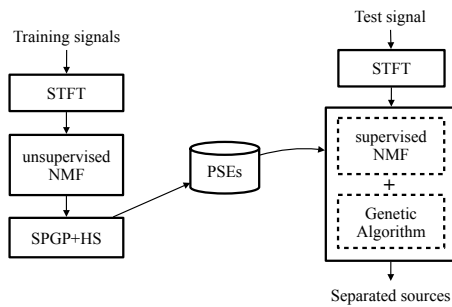 Training signals
STFT
unsupervised
NMF
SPGP+HS
PSEs
Test signal
STFT
supervised
NMF
+
Genetic
Algorithm
Separated sources